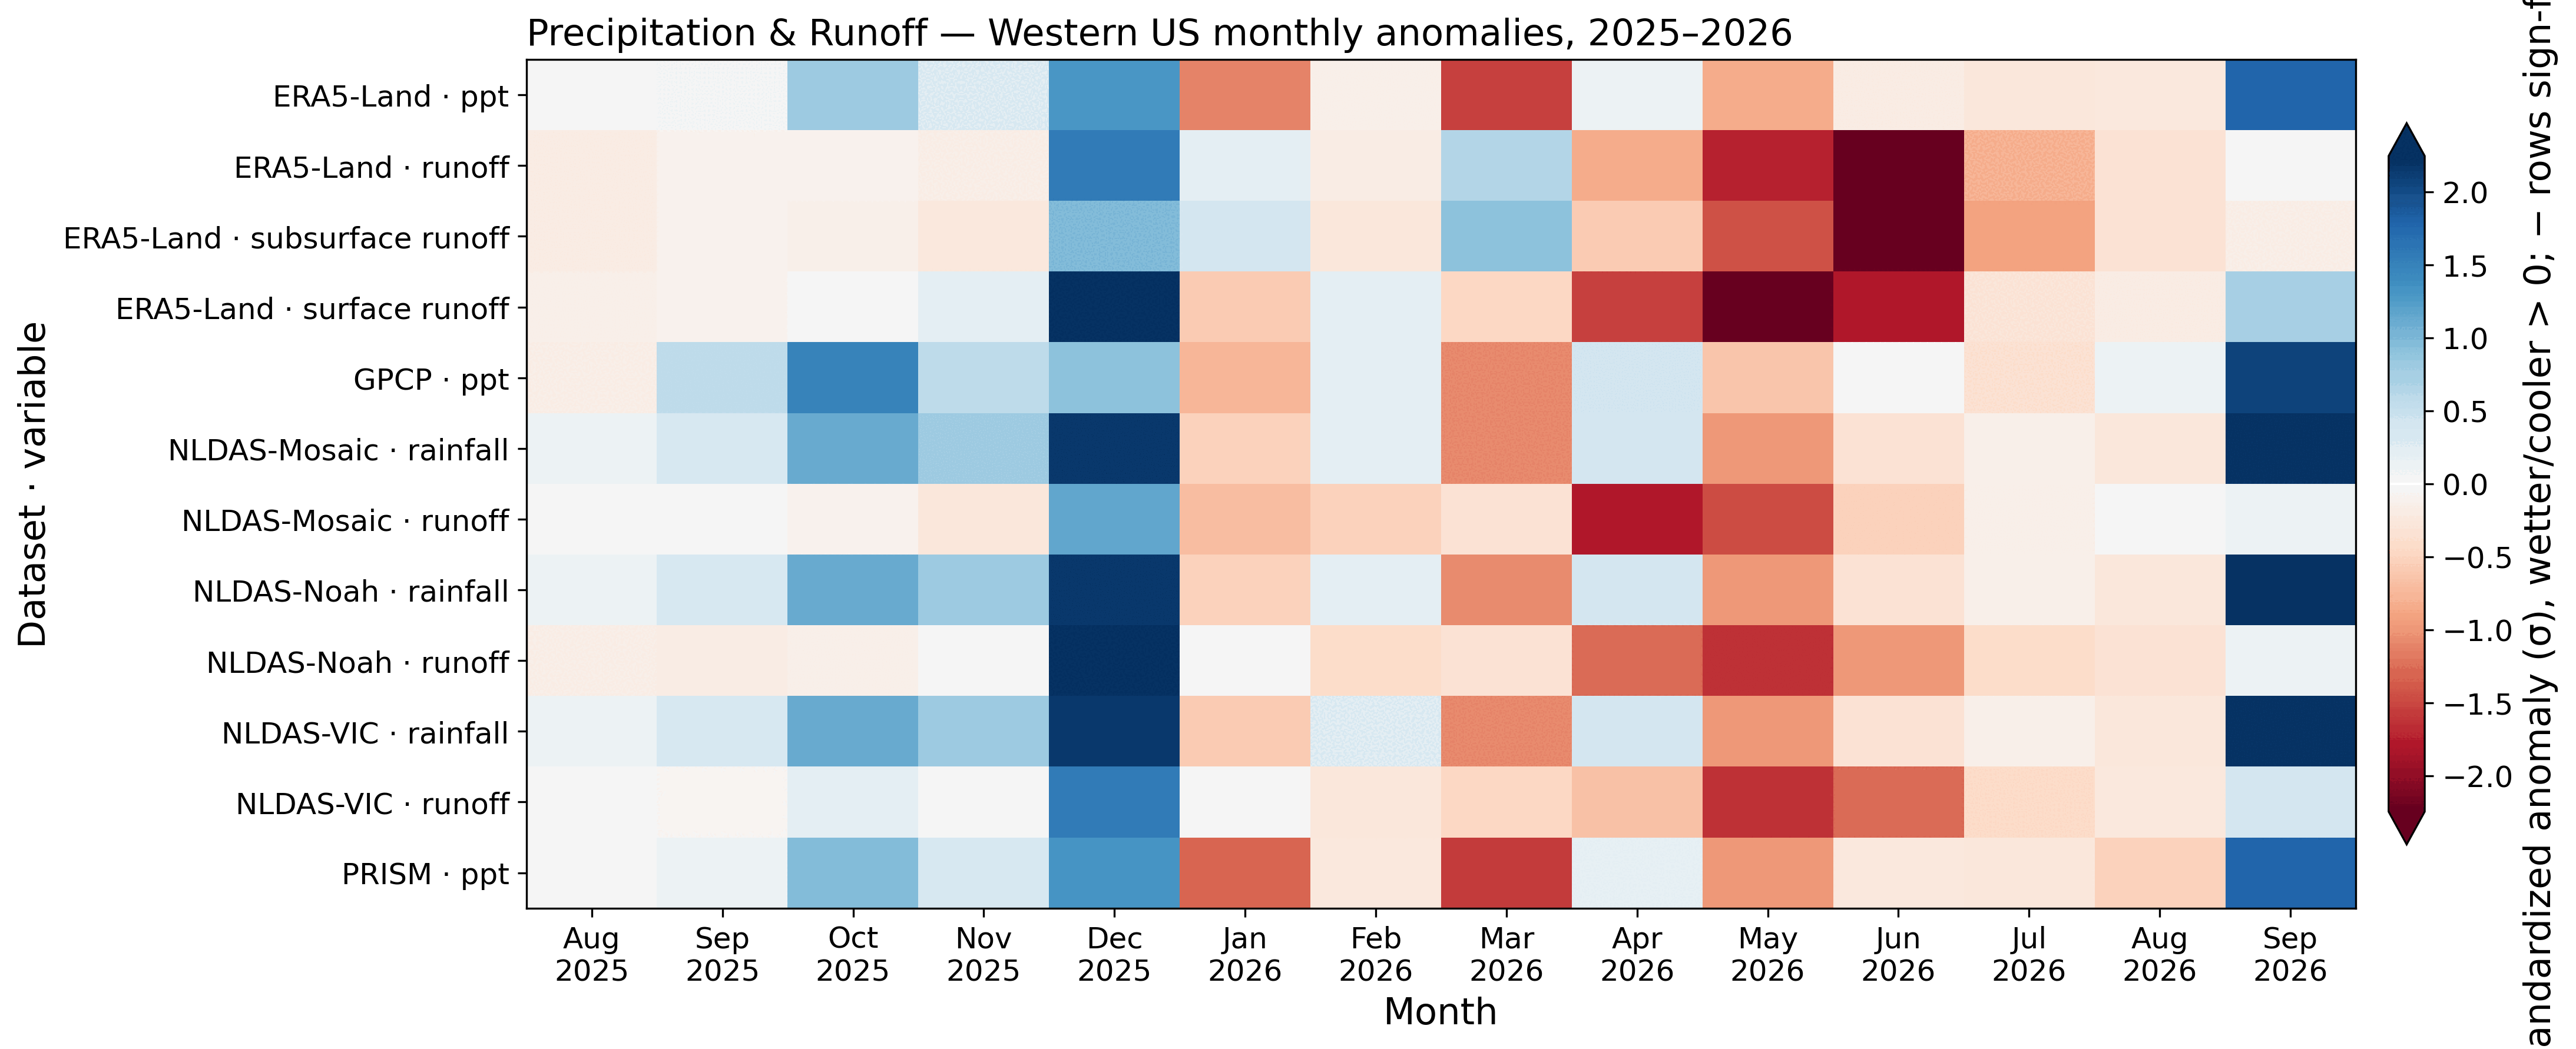 Precipitation & Runoff — Western US monthly anomalies, 2025–2026
Dataset · variable
ERA5-Land · ppt
ERA5-Land · runoff
ERA5-Land · subsurface runoff
ERA5-Land · surface runoff
GPCP · ppt
NLDAS-Mosaic · rainfall
NLDAS-Mosaic · runoff
NLDAS-Noah · rainfall
NLDAS-Noah · runoff
NLDAS-VIC · rainfall
NLDAS-VIC · runoff
PRISM · ppt
Aug 2025
Sep 2025
Oct 2025
Nov 2025
Dec 2025
Jan 2026
Feb 2026
Mar 2026
Apr 2026
May 2026
Jun 2026
Jul 2026
Aug 2026
Sep 2026
Month
2.0
1.5
1.0
0.5
0.0
−0.5
−1.0
−1.5
−2.0
andardized anomaly (σ), wetter/cooler > 0; − rows sign-f